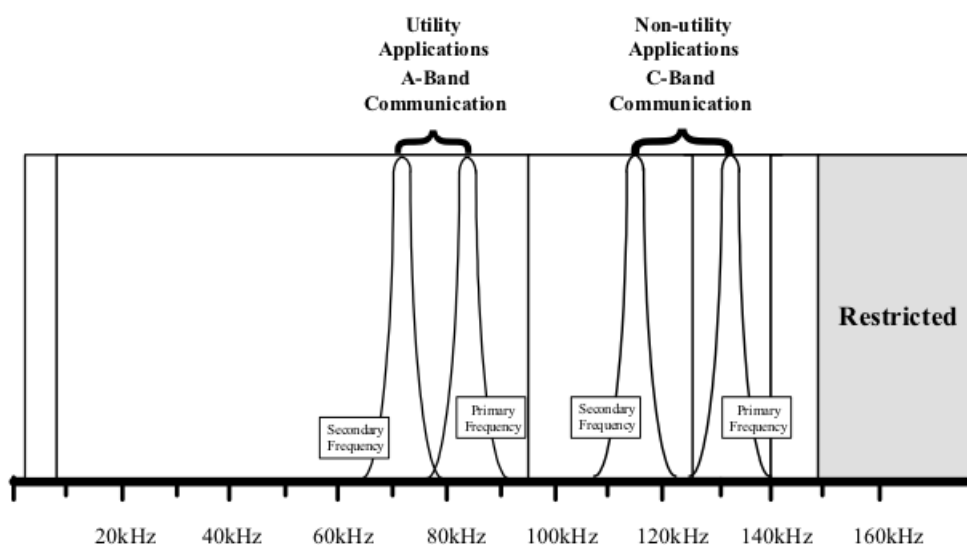 Utility
Applications
A-Band
Communication
Non-utility
Applications
C-Band
Communication
Restricted
Secondary
Frequency
Primary
Frequency
Secondary
Frequency
Primary
Frequency
20kHz
40kHz
60kHz
80kHz
100kHz
120kHz
140kHz
160kHz